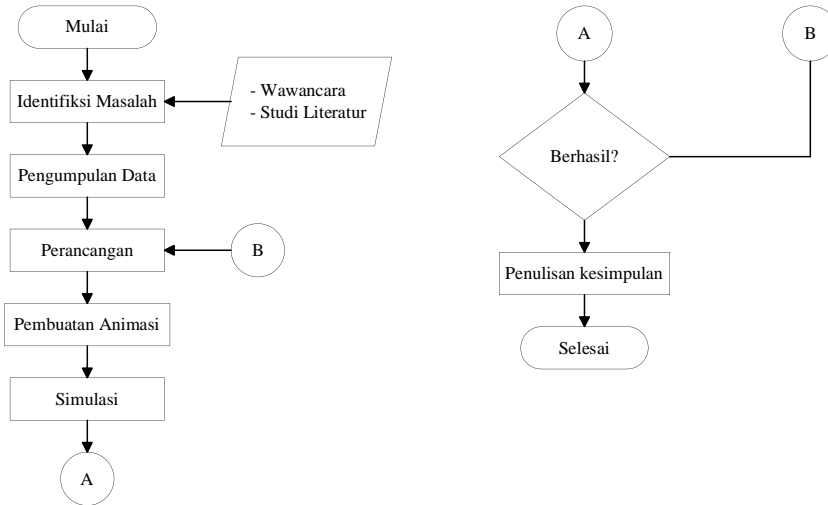 Mulai
Identifiksi Masalah
- Wawancara
- Studi Literatur
Pengumpulan Data
Perancangan
B
Pembuatan Animasi
Simulasi
A
A
B
Berhasil?
Penulisan kesimpulan
Selesai